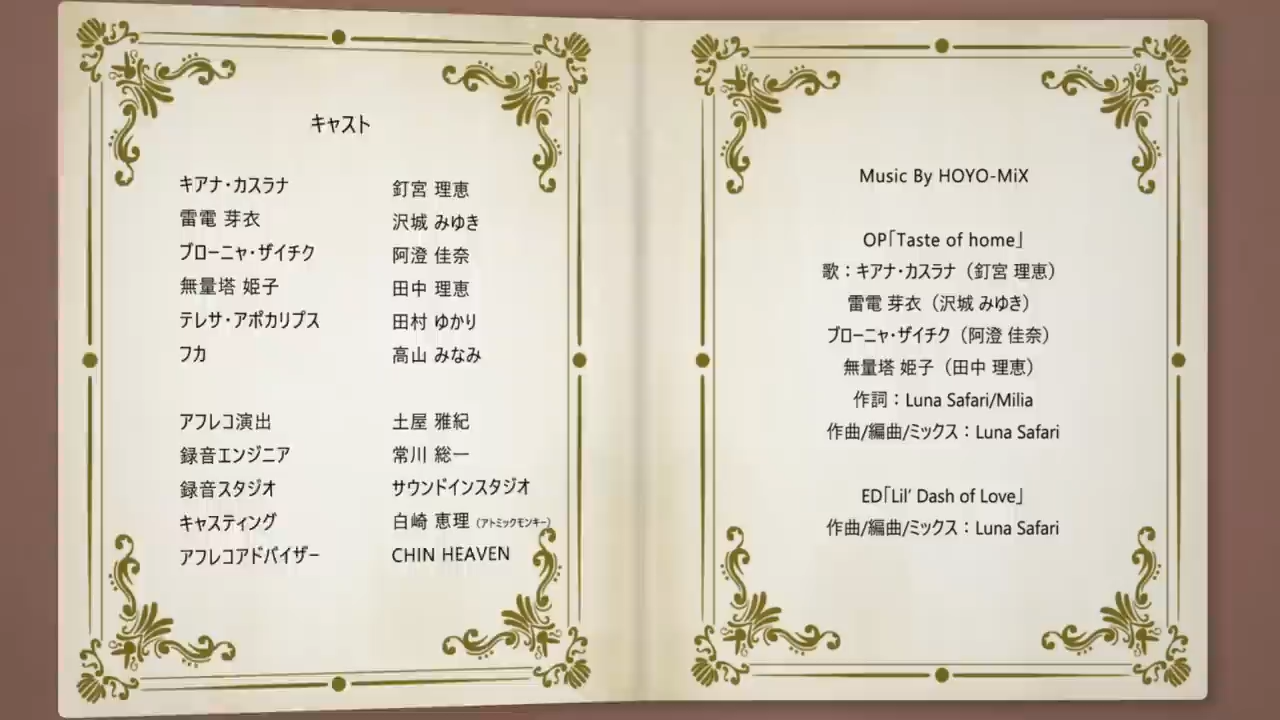 キャスト
キアナ・カスラナ 釘宮 理恵
雷電 芽衣 沢城 みゆき
ブローニャ・ザイチク 阿澄 佳奈
無量塔 姫子 田中 理恵
テレサ・アポカリプス 田村 ゆかり
フカ 高山 みなみ
アフレコ演出 土屋 雅紀
録音エンジニア 常川 総一
録音スタジオ サウンドインスタジオ
キャスティング 白崎 恵理 (アトミックモンキー)
アフレコアドバイザー CHIN HEAVEN
Music By HOYO-MiX
OP「Taste of home」
歌：キアナ・カスラナ（釘宮 理恵）
雷電 芽衣（沢城 みゆき）
ブローニャ・ザイチク（阿澄 佳奈）
無量塔 姫子（田中 理恵）
作詞：Luna Safari/Milia
作曲/編曲/ミックス：Luna Safari
ED「Lil' Dash of Love」
作曲/編曲/ミックス：Luna Safari